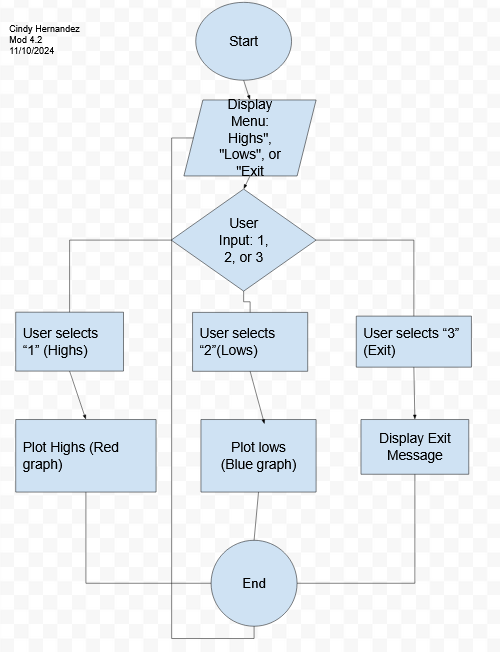 Cindy Hernandez
Mod 4.2
11/10/2024
Start
Display
Menu:
Highs",
"Lows", or
"Exit
User
Input: 1,
2, or 3
User selects
“1” (Highs)
User selects
“2”(Lows)
User selects “3”
(Exit)
Plot Highs (Red
graph)
Plot lows
(Blue graph)
Display Exit
Message
End